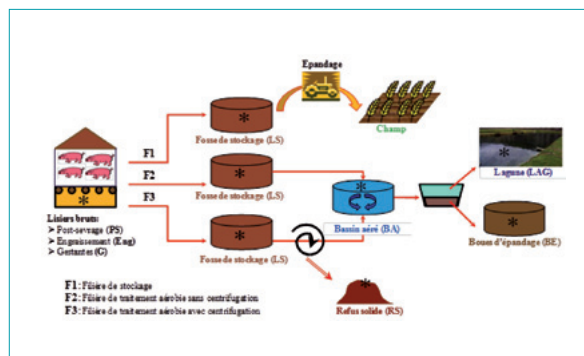 Epandage
Champ
Fosse de stockage (LS)
F1
F2
F3
Fosse de stockage (LS)
Fosse de stockage (LS)
Bassin aéré (BA)
Lagune (LAG)
Boues d'épandage (BE)
Refus solide (RS)
Lisiers bruts:
➤ Post-sevrage (PS)
➤ Engraissement (Eng)
➤ Gestantes (G)
F1: Filière de stockage
F2: Filière de traitement aérobie sans centrifugation
F3: Filière de traitement aérobie avec centrifugation